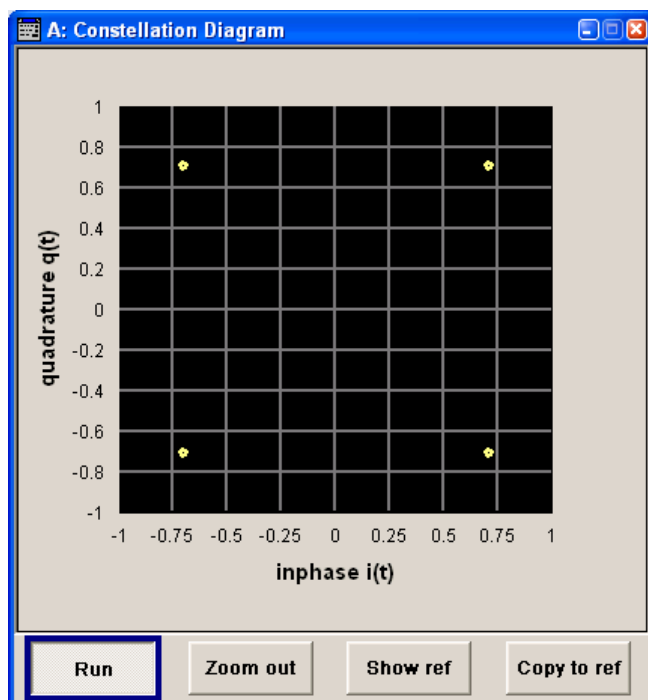 A: Constellation Diagram
1
0.8
0.6
0.4
0.2
0
-0.2
-0.4
-0.6
-0.8
-1
quadrature q(t)
-1 -0.75 -0.5 -0.25 0 0.25 0.5 0.75 1
inphase i(t)
Run Zoom out Show ref Copy to ref